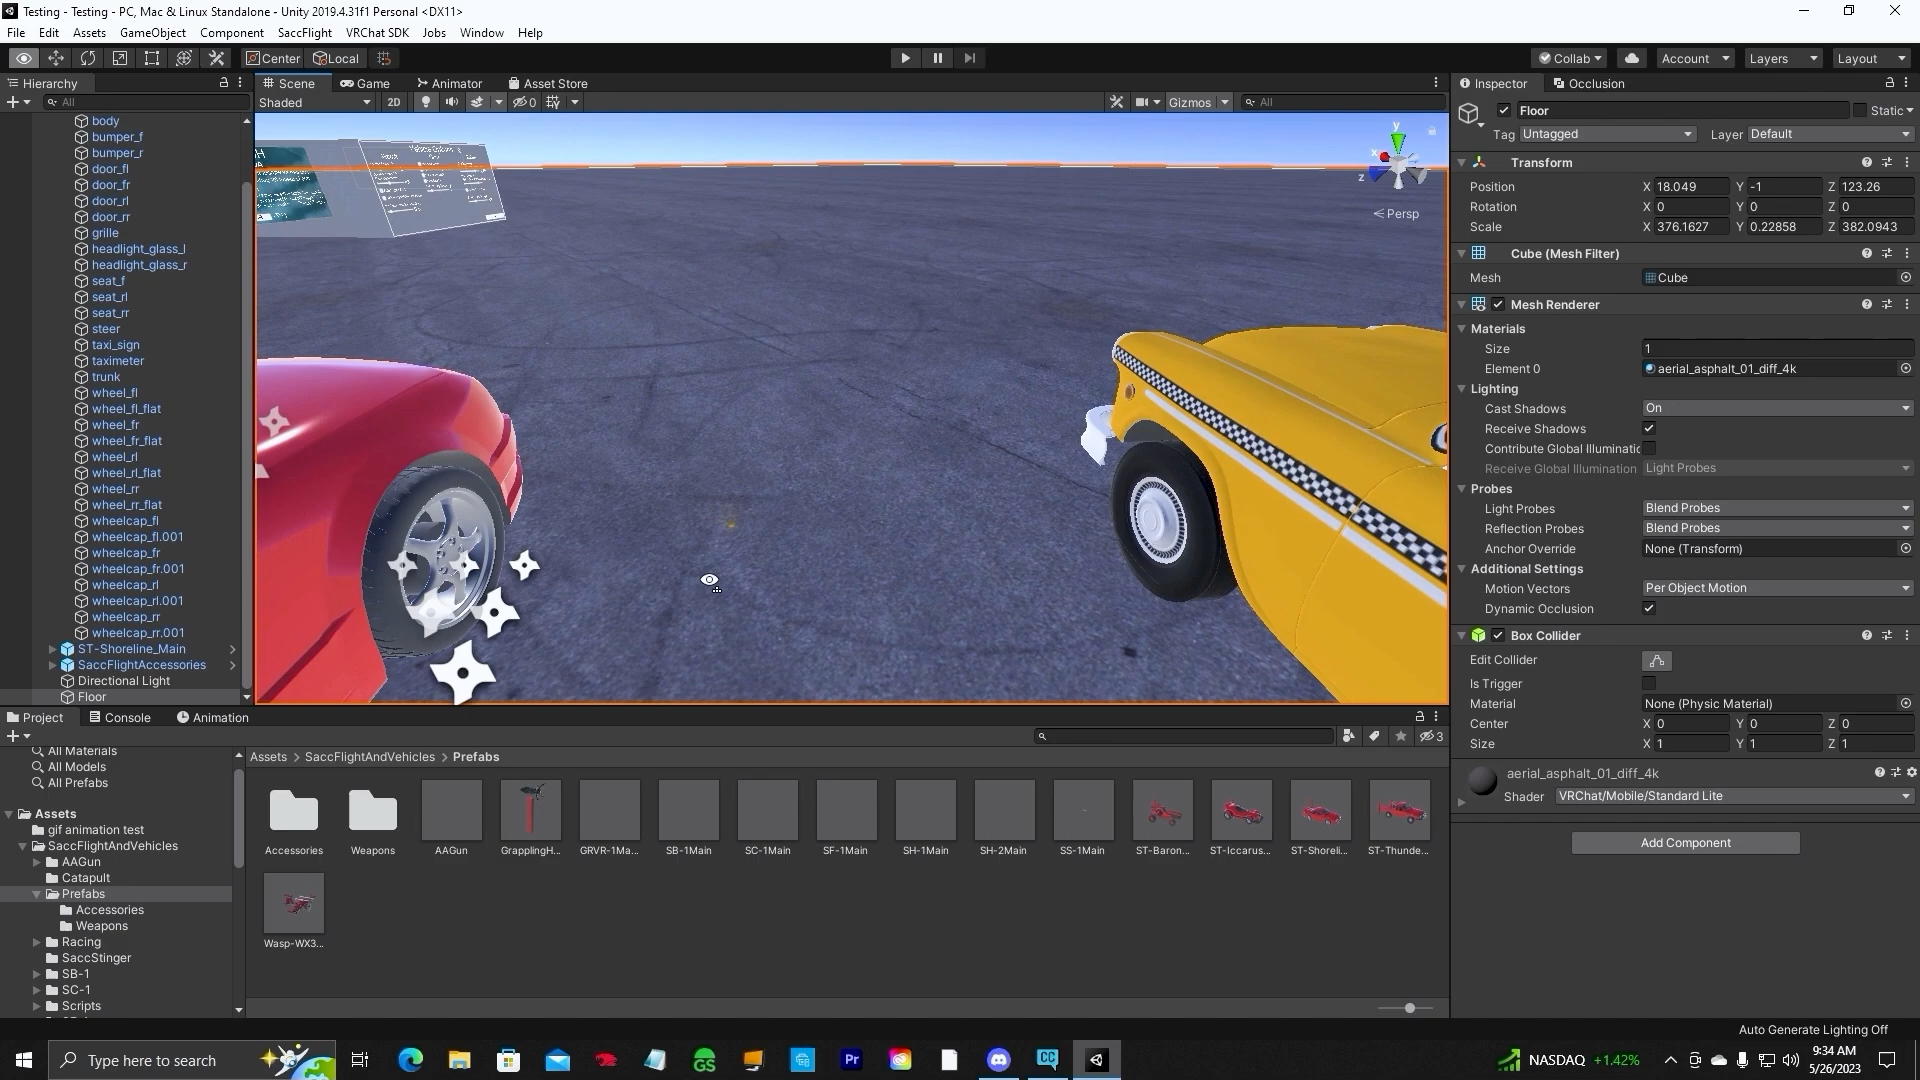 Testing - Testing - PC, Mac & Linux Standalone - Unity 2019.4.31f1 Personal <DX11>
File Edit Assets GameObject Component SaccFlight VRChat SDK Jobs Window Help
Center Local
Collab Account Layers Layout
Hierarchy
All
body
bumper_f
bumper_r
door_fl
door_fr
door_rl
door_rr
grille
headlight_glass_l
headlight_glass_r
seat_f
seat_rl
seat_rr
steer
taxi_sign
taximeter
trunk
wheel_fl
wheel_fl_flat
wheel_fr
wheel_fr_flat
wheel_rl
wheel_rl_flat
wheel_rr
wheel_rr_flat
wheelcap_fl
wheelcap_fl.001
wheelcap_fr
wheelcap_fr.001
wheelcap_rl
wheelcap_rl.001
wheelcap_rr
wheelcap_rr.001
ST-Shoreline_Main
SaccFlightAccessories
Directional Light
Floor
Scene Game Animator Asset Store
Shaded 2D 0 Gizmos All
y
x
z
Persp
Inspector Occlusion
Floor Static
Tag Untagged Layer Default
Transform
Position X 18.049 Y -1 Z 123.26
Rotation X 0 Y 0 Z 0
Scale X 376.1627 Y 0.22858 Z 382.0943
Cube (Mesh Filter)
Mesh Cube
Mesh Renderer
Materials
Size 1
Element 0 aerial_asphalt_01_diff_4k
Lighting
Cast Shadows On
Receive Shadows
Contribute Global Illuminatic
Receive Global Illumination Light Probes
Probes
Light Probes Blend Probes
Reflection Probes Blend Probes
Anchor Override None (Transform)
Additional Settings
Motion Vectors Per Object Motion
Dynamic Occlusion
Box Collider
Edit Collider
Is Trigger
Material None (Physic Material)
Center X 0 Y 0 Z 0
Size X 1 Y 1 Z 1
aerial_asphalt_01_diff_4k
Shader VRChat/Mobile/Standard Lite
Add Component
Project Console Animation
3
All Materials
All Models
All Prefabs
Assets
gif animation test
SaccFlightAndVehicles
AAGun
Catapult
Prefabs
Accessories
Weapons
Racing
SaccStinger
SB-1
SC-1
Scripts
Assets > SaccFlightAndVehicles > Prefabs
Accessories Weapons AAGun GrapplingH... GRVR-1Ma... SB-1Main SC-1Main SF-1Main SH-1Main SH-2Main SS-1Main ST-Baron... ST-Iccarus... ST-Shoreli... ST-Thunde...
Wasp-WX3...
Auto Generate Lighting Off
Type here to search
GS
Pr
CC
NASDAQ +1.42%
9:34 AM
5/26/2023